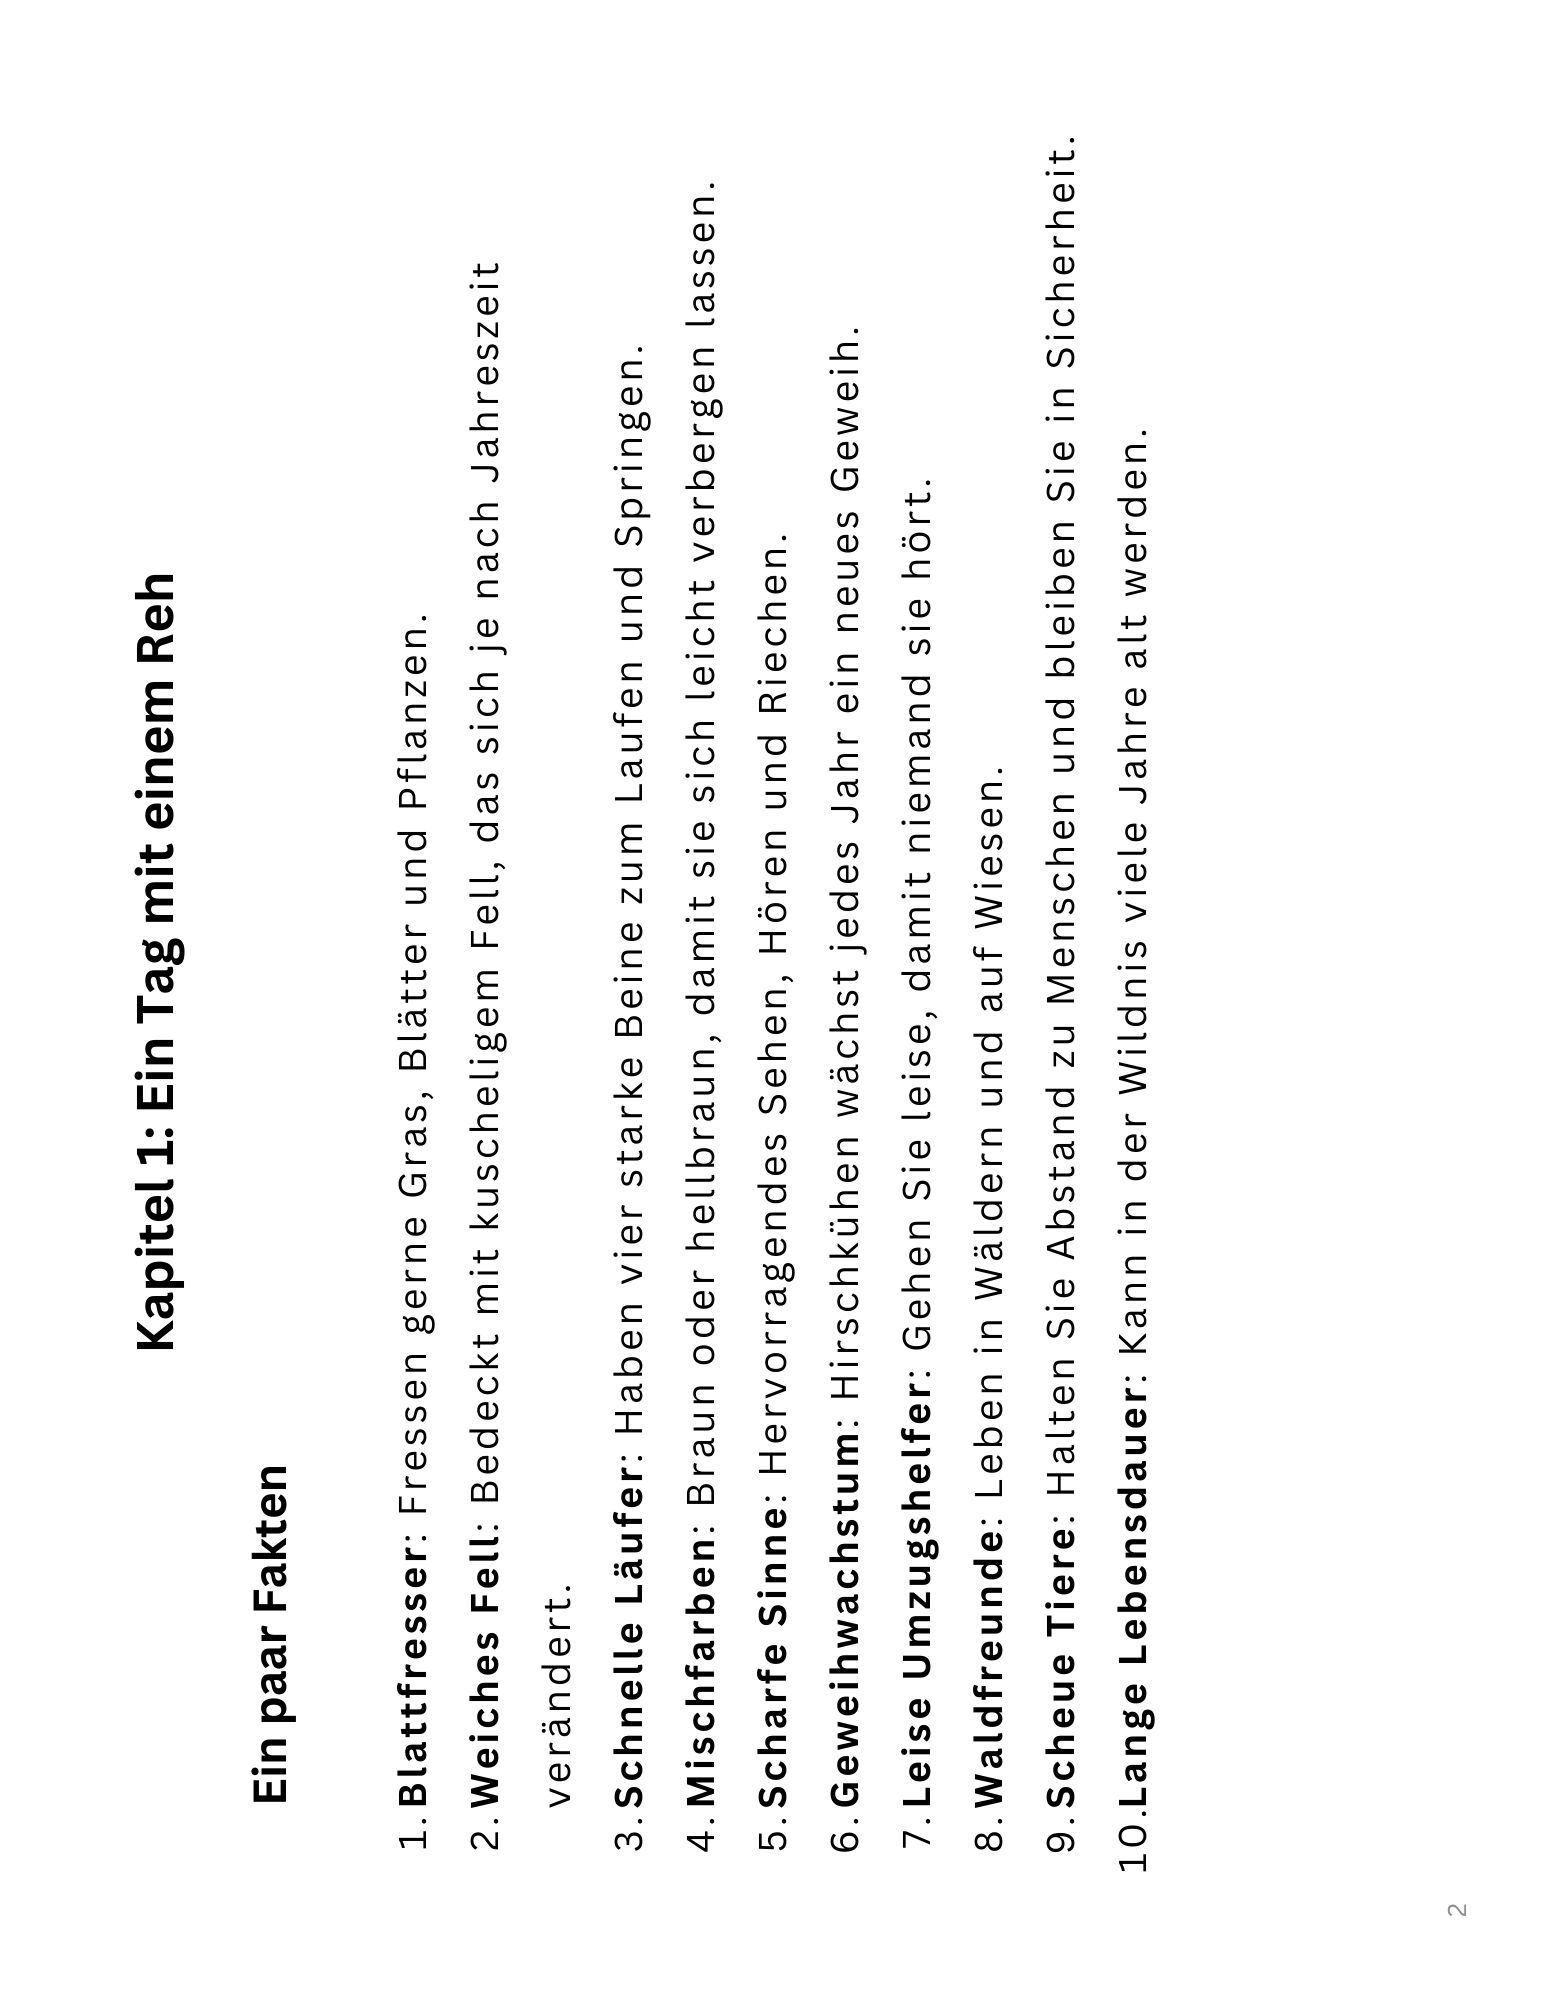 Kapitel 1: Ein Tag mit einem Reh
Ein paar Fakten
1. Blattfresser: Fressen gerne Gras, Blätter und Pflanzen.
2. Weiches Fell: Bedeckt mit kuscheligem Fell, das sich je nach Jahreszeit
verändert.
3. Schnelle Läufer: Haben vier starke Beine zum Laufen und Springen.
4. Mischfarben: Braun oder hellbraun, damit sie sich leicht verbergen lassen.
5. Scharfe Sinne: Hervorragendes Sehen, Hören und Riechen.
6. Geweihwachstum: Hirschkühen wächst jedes Jahr ein neues Geweih.
7. Leise Umzugshelfer: Gehen Sie leise, damit niemand sie hört.
8. Waldfreunde: Leben in Wäldern und auf Wiesen.
9. Scheue Tiere: Halten Sie Abstand zu Menschen und bleiben Sie in Sicherheit.
10. Lange Lebensdauer: Kann in der Wildnis viele Jahre alt werden.
2